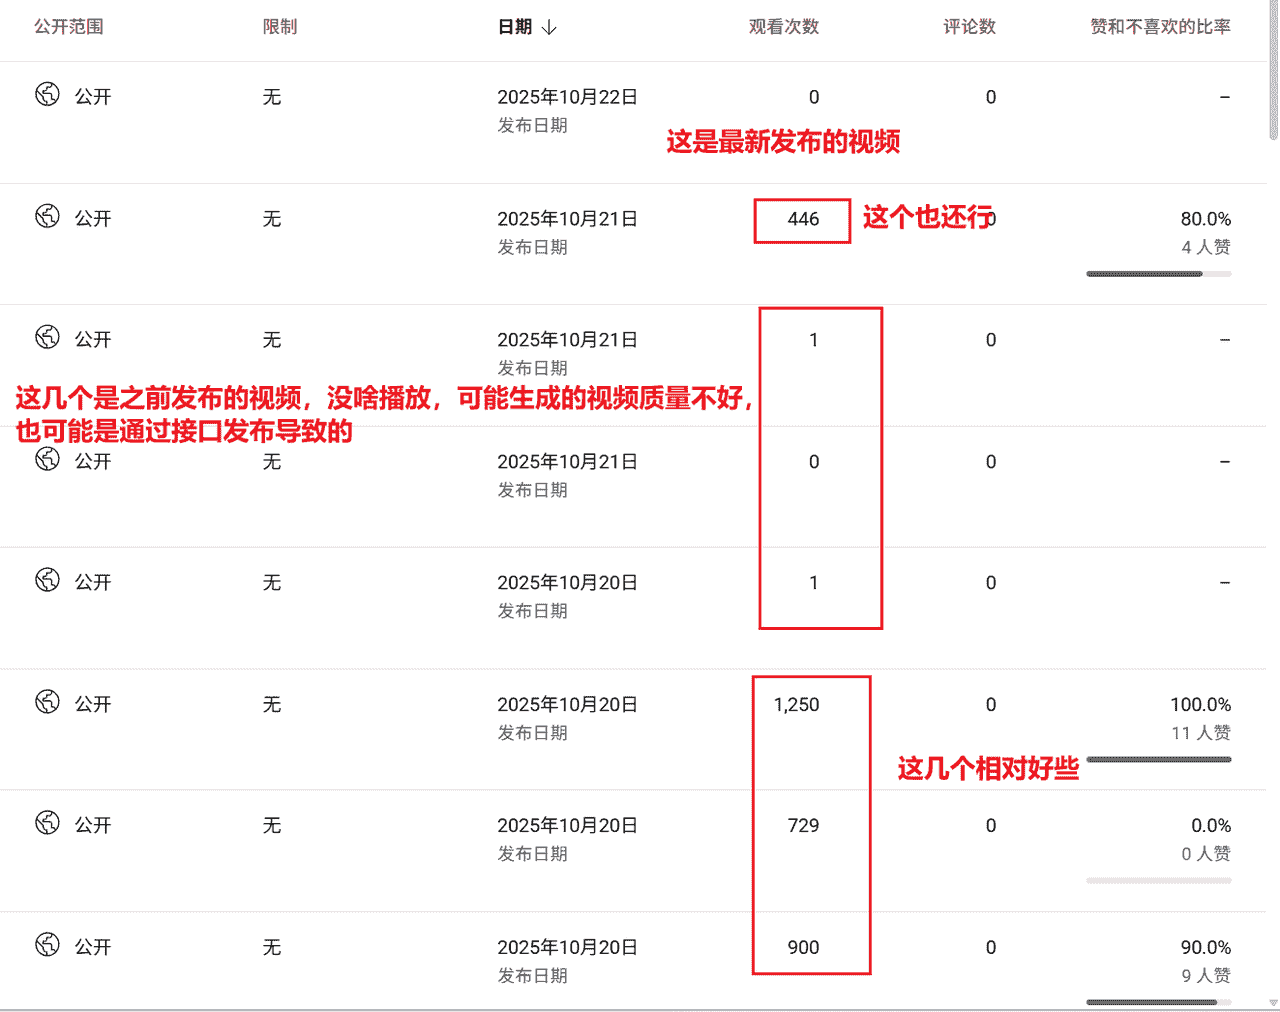 公开范围 限制 日期 ↓ 观看次数 评论数 赞和不喜欢的比率
公开 无 2025年10月22日 0 0 –
发布日期
这是最新发布的视频
公开 无 2025年10月21日 446 这个也还行 0 80.0%
发布日期 4 人赞
公开 无 2025年10月21日 1 0 –
发布日期
这几个是之前发布的视频，没啥播放，可能生成的视频质量不好，
也可能是通过接口发布导致的
公开 无 2025年10月21日 0 0 –
发布日期
公开 无 2025年10月20日 1 0 –
发布日期
公开 无 2025年10月20日 1,250 0 100.0%
发布日期 11 人赞
这几个相对好些
公开 无 2025年10月20日 729 0 0.0%
发布日期 0 人赞
公开 无 2025年10月20日 900 0 90.0%
发布日期 9 人赞